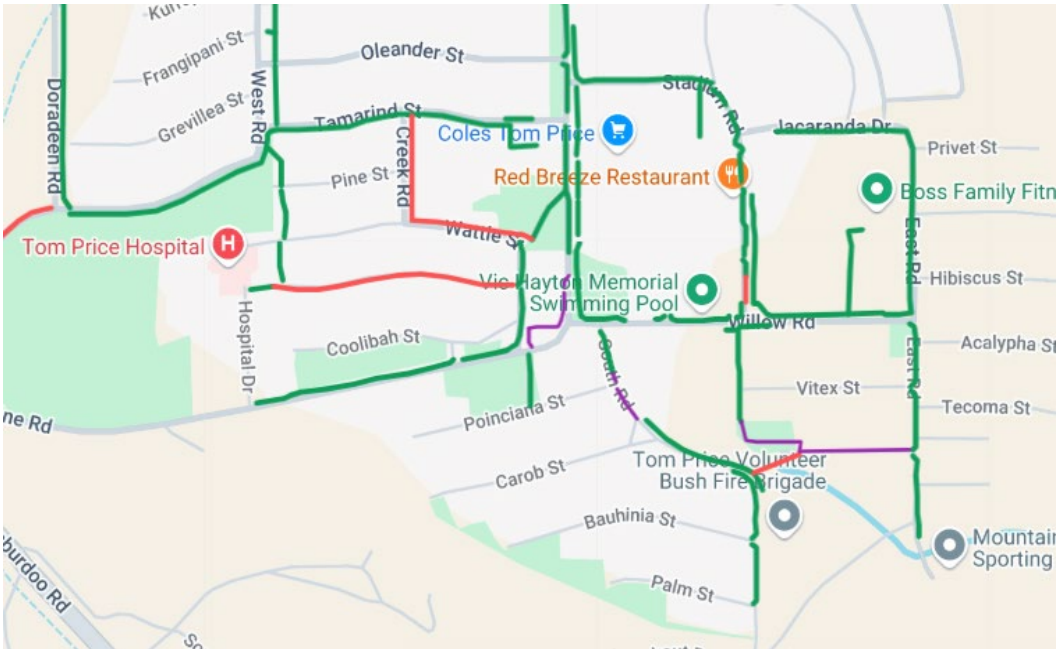 Frangipani St
Oleander St
Doradeen Rd
West Rd
Grevillea St
Tamarind St
Stadium Rd
Coles Tom Price
Jacaranda Dr
Creek Rd
Privet St
Pine St
Red Breeze Restaurant
Boss Family Fitn
Tom Price Hospital
H
Wattle S
East Rd
Vic Hayton Memorial
Swimming Pool
Hibiscus St
Hospital Dr
Willow Rd
Coolibah St
South Rd
East Rd
Acalypha St
Vitex St
ne Rd
Poinciana St
Tecoma St
Carob St
Tom Price Volunteer
Bush Fire Brigade
Bauhinia St
Mountain
Sporting
burdoo Rd
Palm St